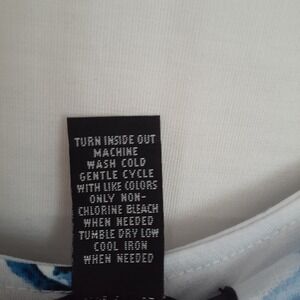 TURN INSIDE OUT
MACHINE
WASH COLD
GENTLE CYCLE
WITH LIKE COLORS
ONLY NON-
CHLORINE BLEACH
WHEN NEEDED
TUMBLE DRY LOW
COOL IRON
WHEN NEEDED